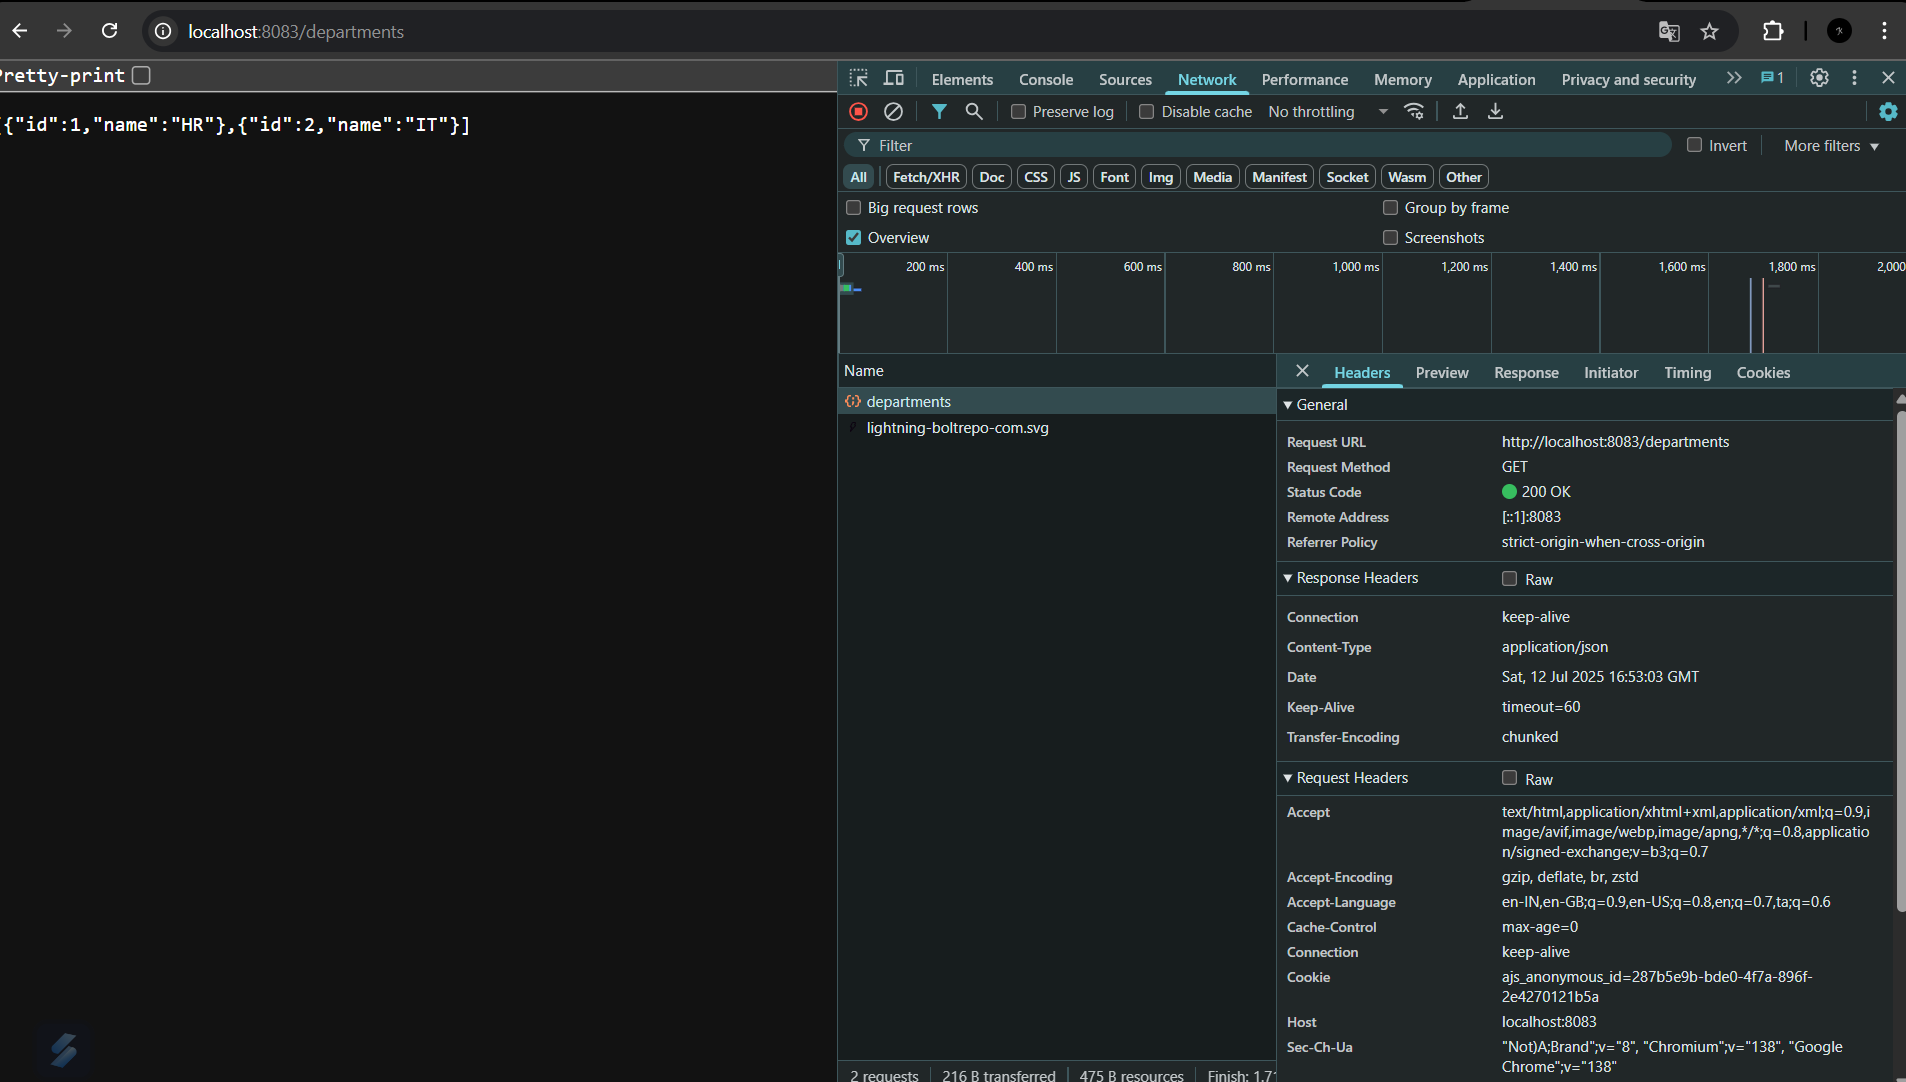 localhost:8083/departments
Pretty-print
[{"id":1,"name":"HR"},{"id":2,"name":"IT"}]
Elements Console Sources Network Performance Memory Application Privacy and security 1
Preserve log Disable cache No throttling
Filter Invert More filters
All Fetch/XHR Doc CSS JS Font Img Media Manifest Socket Wasm Other
Big request rows Group by frame
Overview Screenshots
200 ms 400 ms 600 ms 800 ms 1,000 ms 1,200 ms 1,400 ms 1,600 ms 1,800 ms 2,000
Name
departments
lightning-boltrepo-com.svg
Headers Preview Response Initiator Timing Cookies
General
Request URL http://localhost:8083/departments
Request Method GET
Status Code 200 OK
Remote Address [::1]:8083
Referrer Policy strict-origin-when-cross-origin
Response Headers Raw
Connection keep-alive
Content-Type application/json
Date Sat, 12 Jul 2025 16:53:03 GMT
Keep-Alive timeout=60
Transfer-Encoding chunked
Request Headers Raw
Accept text/html,application/xhtml+xml,application/xml;q=0.9,i
mage/avif,image/webp,image/apng,*/*;q=0.8,applicatio
n/signed-exchange;v=b3;q=0.7
Accept-Encoding gzip, deflate, br, zstd
Accept-Language en-IN,en-GB;q=0.9,en-US;q=0.8,en;q=0.7,ta;q=0.6
Cache-Control max-age=0
Connection keep-alive
Cookie ajs_anonymous_id=287b5e9b-bde0-4f7a-896f-
2e4270121b5a
Host localhost:8083
Sec-Ch-Ua "Not)A;Brand";v="8", "Chromium";v="138", "Google
Chrome";v="138"
2 requests 216 B transferred 475 B resources Finish: 1.71